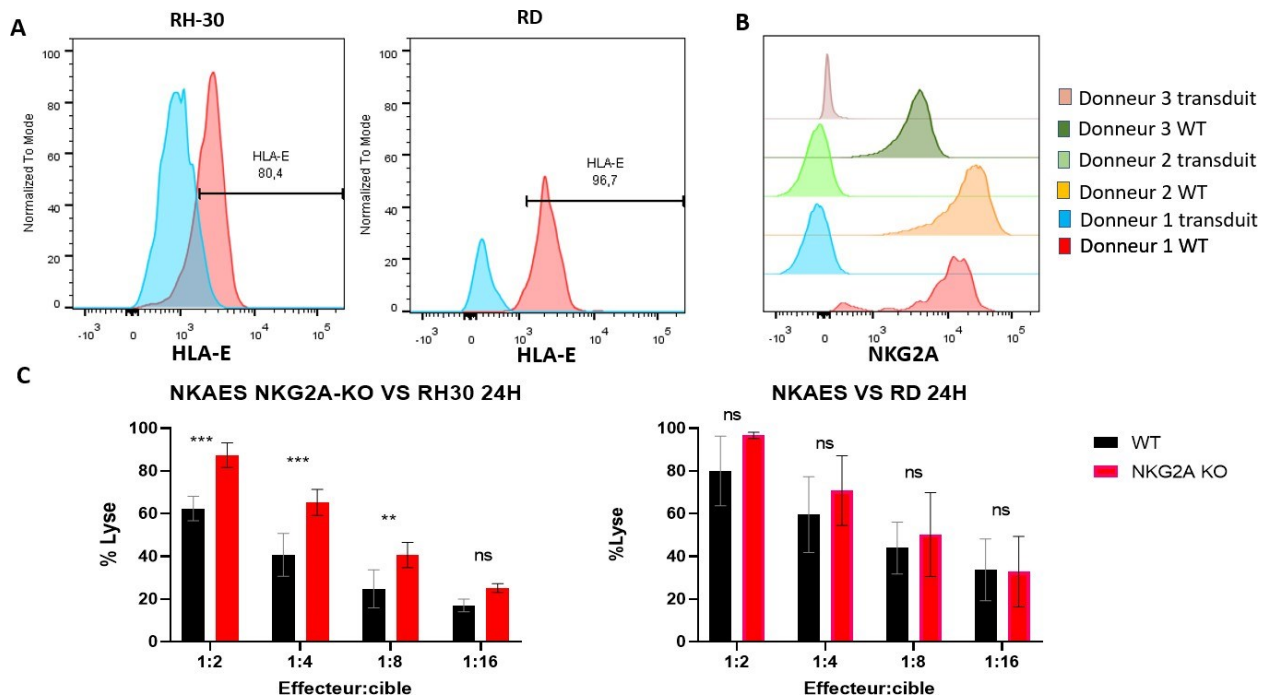 A
RH-30
RD
B
Normalized To Mode
100
80
60
40
20
0
HLA-E
80,4
-10³ 0 10³ 10⁴ 10⁵
HLA-E
Normalized To Mode
100
80
60
40
20
0
HLA-E
96,7
-10³ 0 10³ 10⁴ 10⁵
HLA-E
-10³ 0 10³ 10⁴ 10⁵
NKG2A
Donneur 3 transduit
Donneur 3 WT
Donneur 2 transduit
Donneur 2 WT
Donneur 1 transduit
Donneur 1 WT
C
NKAES NKG2A-KO VS RH30 24H
% Lyse
100
80
60
40
20
0
*** *** ** ns
1:2 1:4 1:8 1:16
Effecteur:cible
NKAES VS RD 24H
%Lyse
100
80
60
40
20
0
ns ns ns ns
1:2 1:4 1:8 1:16
Effecteur:cible
WT
NKG2A KO